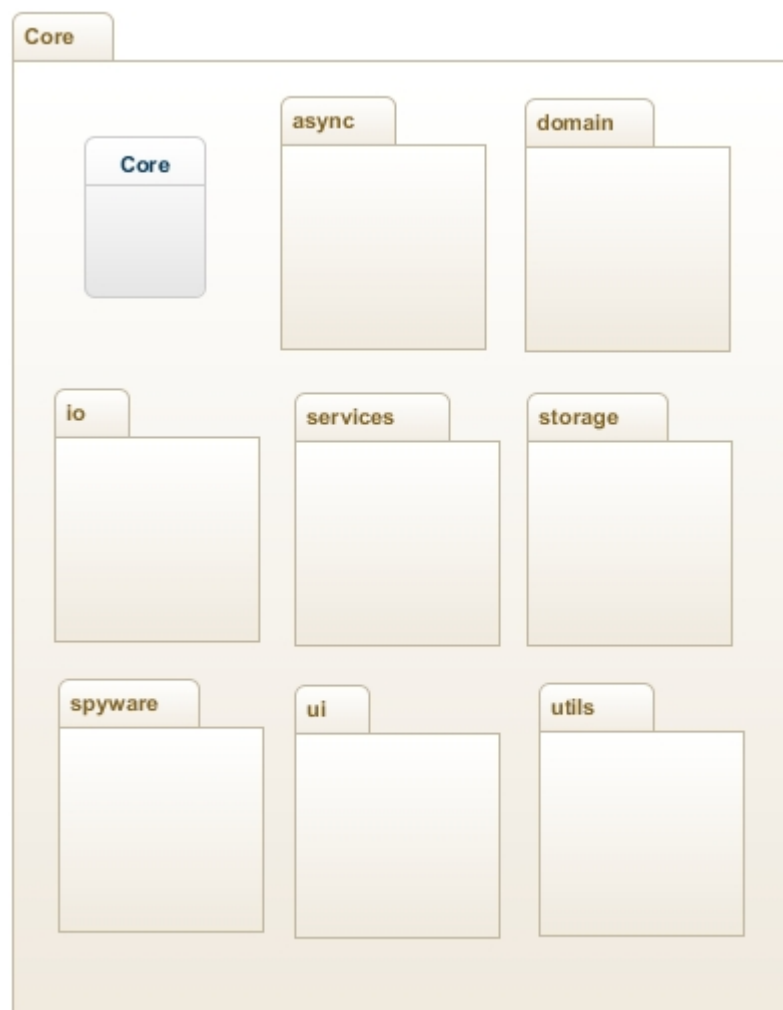 Core
Core
async
domain
io
services
storage
spyware
ui
utils